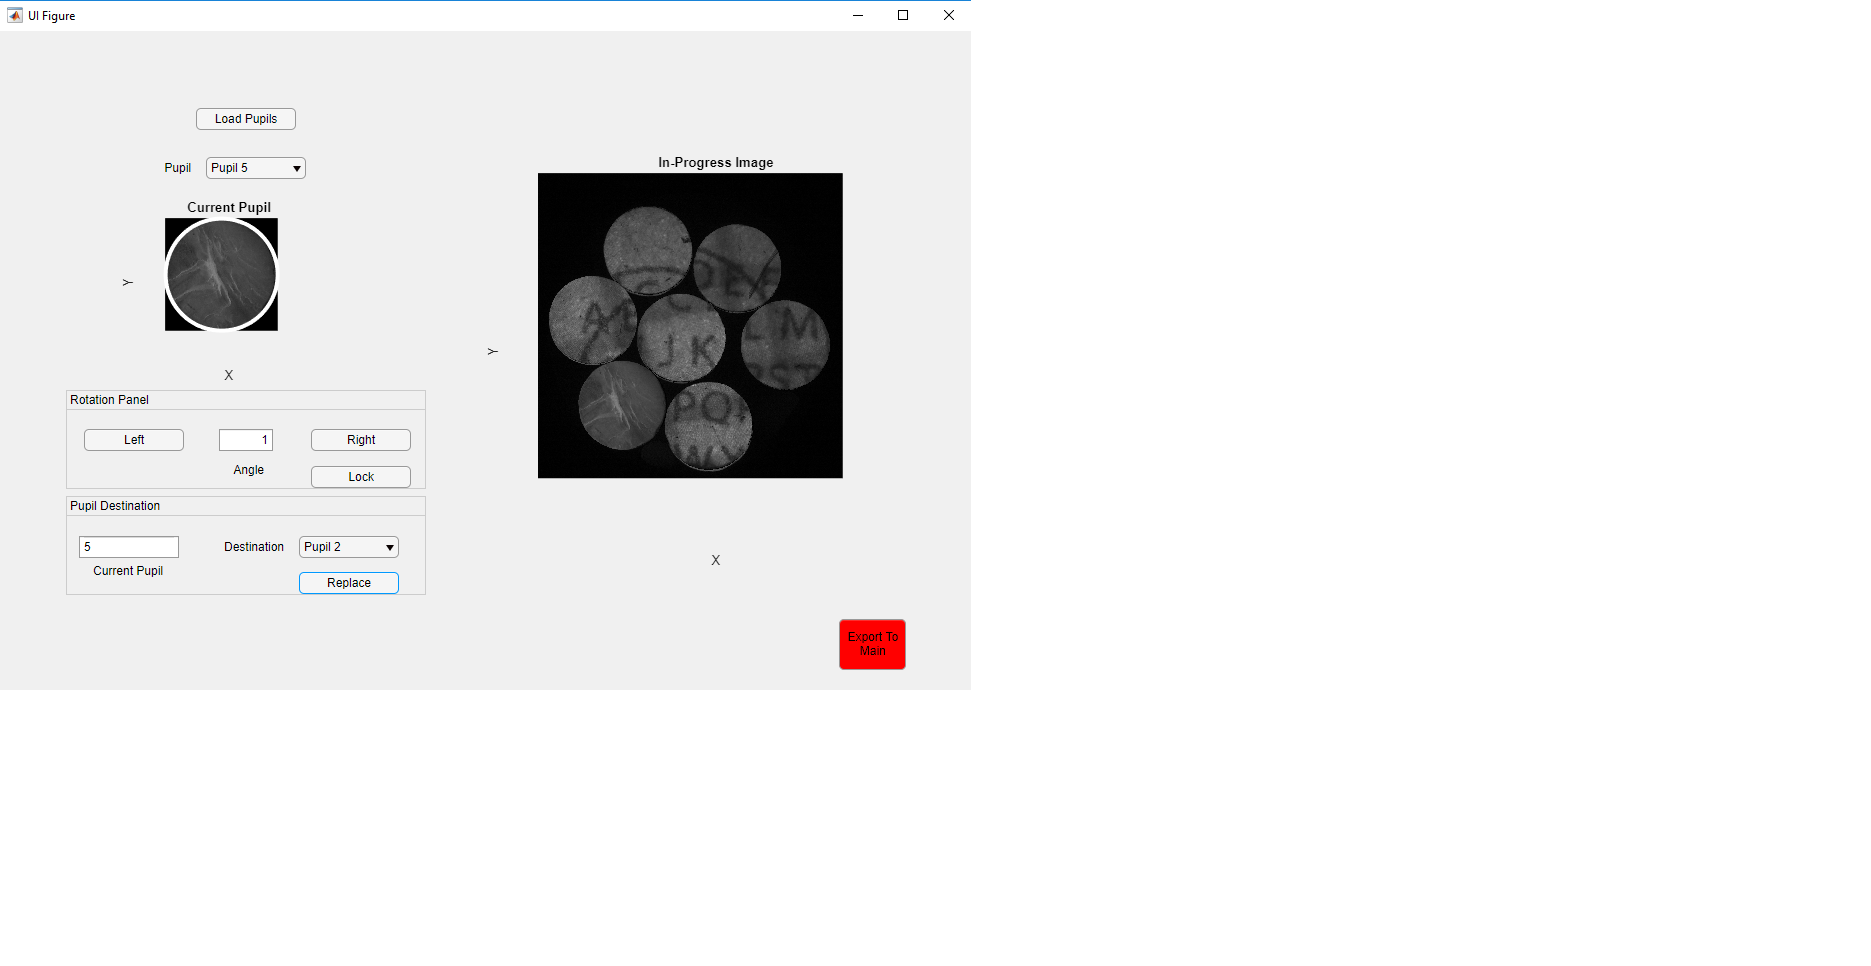 UI Figure
Load Pupils
Pupil Pupil 5
Current Pupil
Y
X
Rotation Panel
Left 1 Right
Angle
Lock
Pupil Destination
5 Destination Pupil 2
Current Pupil
Replace
In-Progress Image
J K
M
PQ
Y
X
Export To
Main